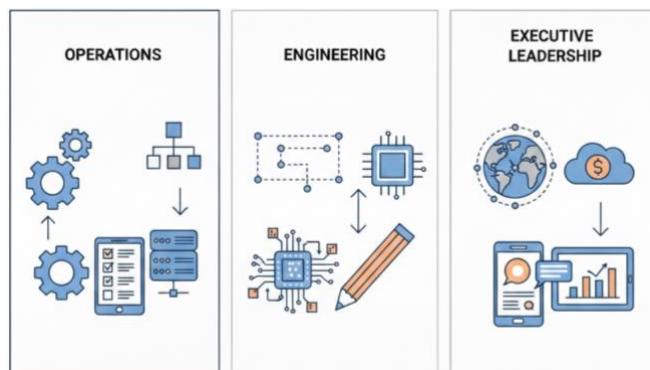 OPERATIONS
ENGINEERING
EXECUTIVE
LEADERSHIP
$